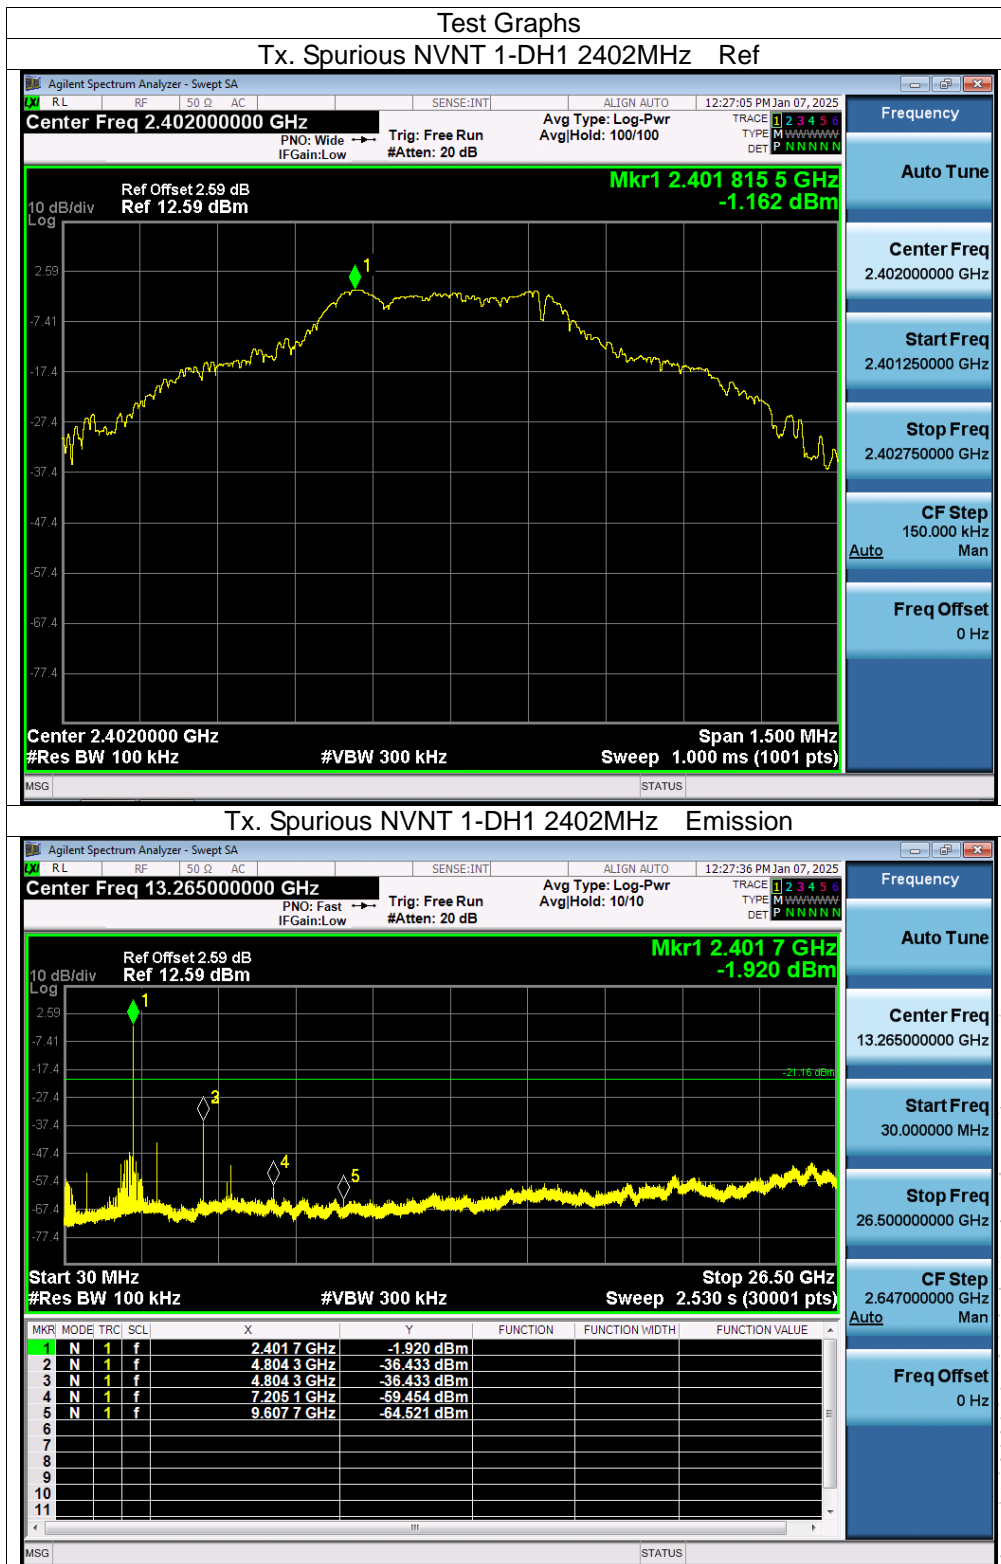 Test Graphs
Tx. Spurious NVNT 1-DH1 2402MHz Ref
Agilent Spectrum Analyzer - Swept SA
LXI RL RF 50 Ω AC SENSE:INT ALIGN AUTO 12:27:05 PM Jan 07, 2025
Center Freq 2.402000000 GHz
PNO: Wide
IFGain:Low
Trig: Free Run
#Atten: 20 dB
Avg Type: Log-Pwr
Avg|Hold: 100/100
TRACE 1 2 3 4 5 6
TYPE M WWWWW
DET P N N N N N
Frequency
Auto Tune
Center Freq
2.402000000 GHz
Start Freq
2.401250000 GHz
Stop Freq
2.402750000 GHz
CF Step
150.000 kHz
Auto Man
Freq Offset
0 Hz
Mkr1 2.401 815 5 GHz
-1.162 dBm
Ref Offset 2.59 dB
10 dB/div Ref 12.59 dBm
Log
1
2.59
-7.41
-17.4
-27.4
-37.4
-47.4
-57.4
-67.4
-77.4
Center 2.4020000 GHz Span 1.500 MHz
#Res BW 100 kHz #VBW 300 kHz Sweep 1.000 ms (1001 pts)
MSG STATUS
Tx. Spurious NVNT 1-DH1 2402MHz Emission
Agilent Spectrum Analyzer - Swept SA
LXI RL RF 50 Ω AC SENSE:INT ALIGN AUTO 12:27:36 PM Jan 07, 2025
Center Freq 13.265000000 GHz
PNO: Fast
IFGain:Low
Trig: Free Run
#Atten: 20 dB
Avg Type: Log-Pwr
Avg|Hold: 10/10
TRACE 1 2 3 4 5 6
TYPE M WWWWW
DET P N N N N N
Frequency
Auto Tune
Center Freq
13.265000000 GHz
Start Freq
30.000000 MHz
Stop Freq
26.500000000 GHz
CF Step
2.647000000 GHz
Auto Man
Freq Offset
0 Hz
Mkr1 2.401 7 GHz
-1.920 dBm
Ref Offset 2.59 dB
10 dB/div Ref 12.59 dBm
Log
1
2.59
-7.41
-17.4
-21.16 dBm
-27.4
3
-37.4
-47.4
4
-57.4
5
-67.4
-77.4
Start 30 MHz Stop 26.50 GHz
#Res BW 100 kHz #VBW 300 kHz Sweep 2.530 s (30001 pts)
MKR MODE TRC SCL X Y FUNCTION FUNCTION WIDTH FUNCTION VALUE
1 N 1 f 2.401 7 GHz -1.920 dBm
2 N 1 f 4.804 3 GHz -36.433 dBm
3 N 1 f 4.804 3 GHz -36.433 dBm
4 N 1 f 7.205 1 GHz -59.454 dBm
5 N 1 f 9.607 7 GHz -64.521 dBm
6
7
8
9
10
11
MSG STATUS